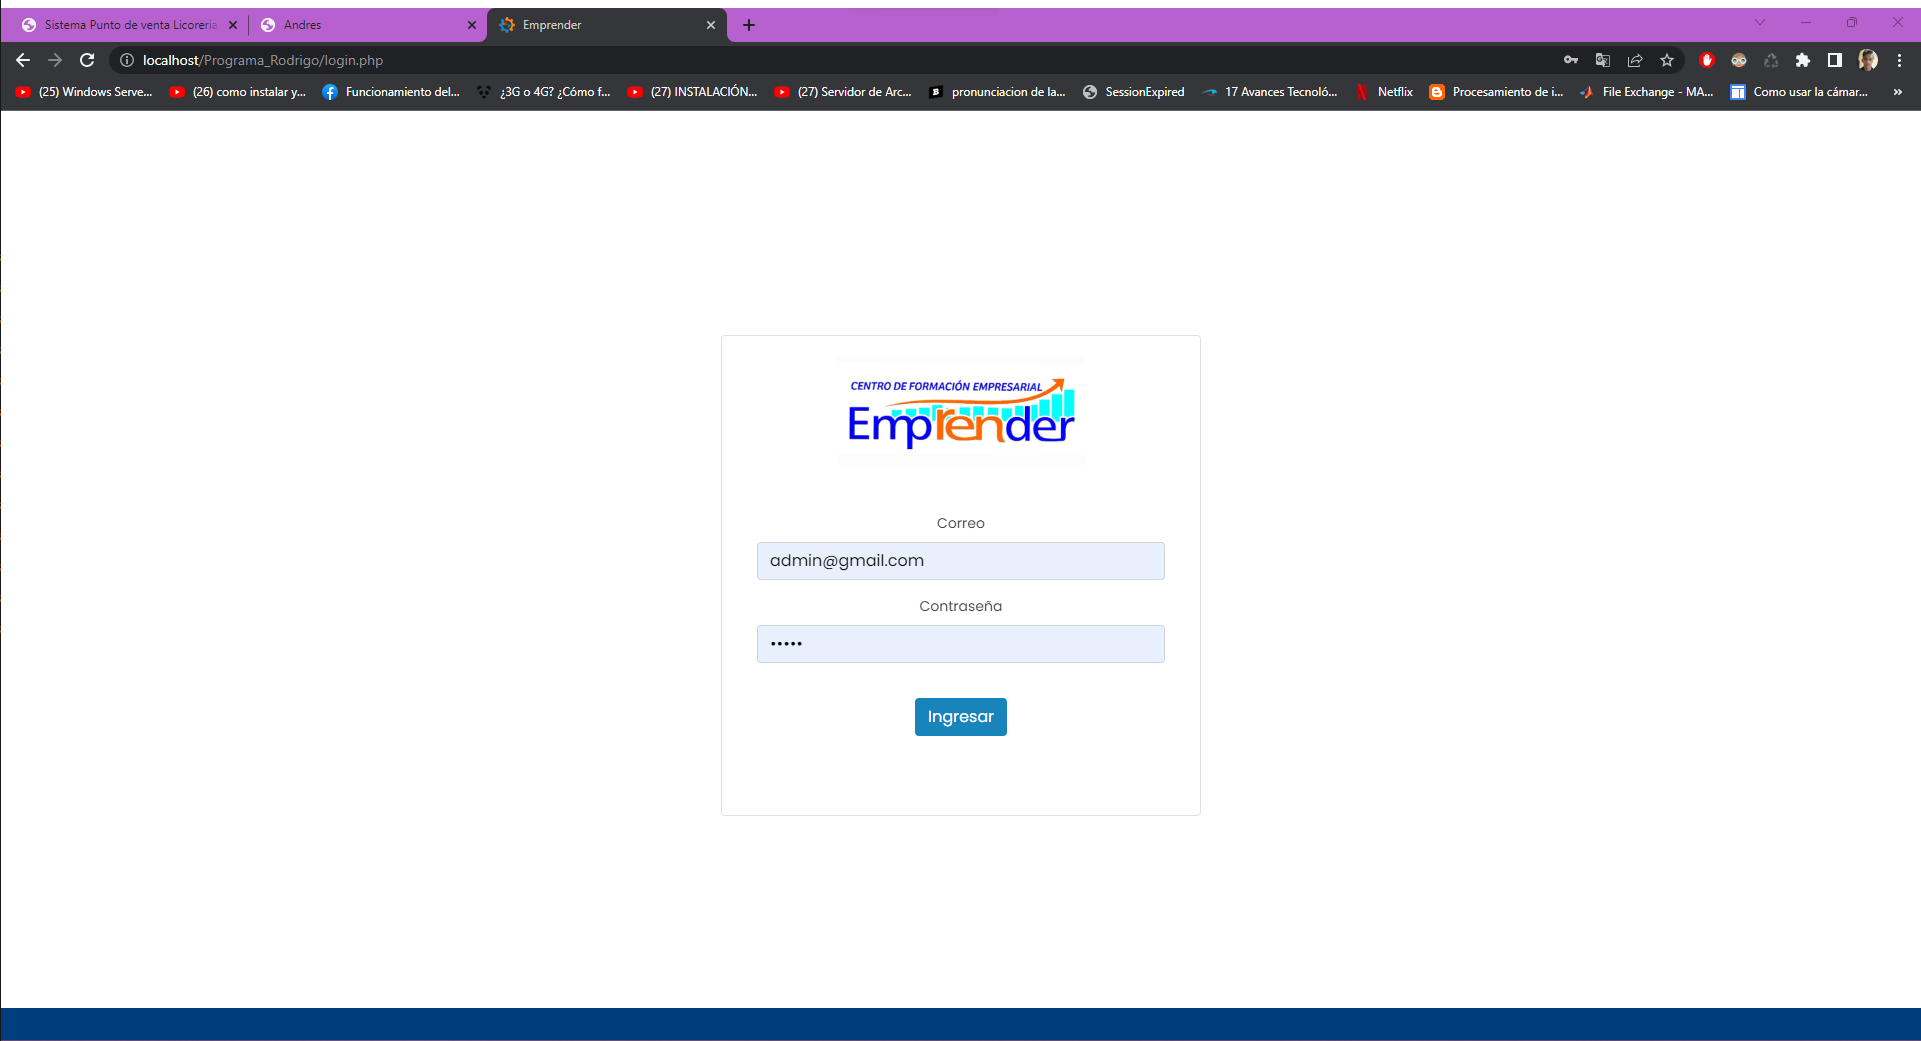 Sistema Punto de venta Licoreria
Andres
Emprender
localhost/Programa_Rodrigo/login.php
(25) Windows Serve...
(26) como instalar y...
Funcionamiento del...
¿3G o 4G? ¿Cómo f...
(27) INSTALACIÓN...
(27) Servidor de Arc...
pronunciacion de la...
SessionExpired
17 Avances Tecnoló...
Netflix
Procesamiento de i...
File Exchange - MA...
Como usar la cámar...
»
CENTRO DE FORMACIÓN EMPRESARIAL
Emprender
Correo
admin@gmail.com
Contraseña
•••••
Ingresar